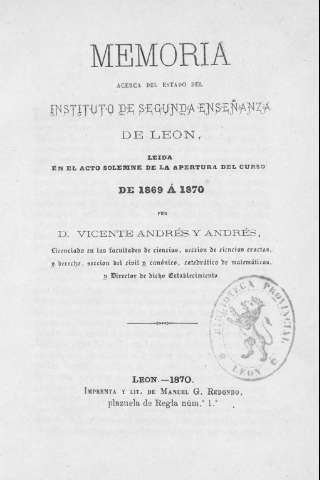 MEMORIA
ACERCA DEL ESTADO DEL
INSTITUTO DE SEGUNDA ENSEÑANZA
DE LEON,
LEIDA
EN EL ACTO SOLEMNE DE LA APERTURA DEL CURSO
DE 1869 Á 1870
POR
D. VICENTE ANDRÉS Y ANDRÉS,
Licenciado en las facultades de ciencias, seccion de ciencias exactas,
y derecho, seccion del civil y canónico, catedrático de matemáticas,
y Director de dicho Establecimiento.
BIBLIOTECA PROVINCIAL
LEON
LEON.—1870.
IMPRENTA Y LIT. DE MANUEL G. REDONDO,
plazuela de Regla núm.° 1.°